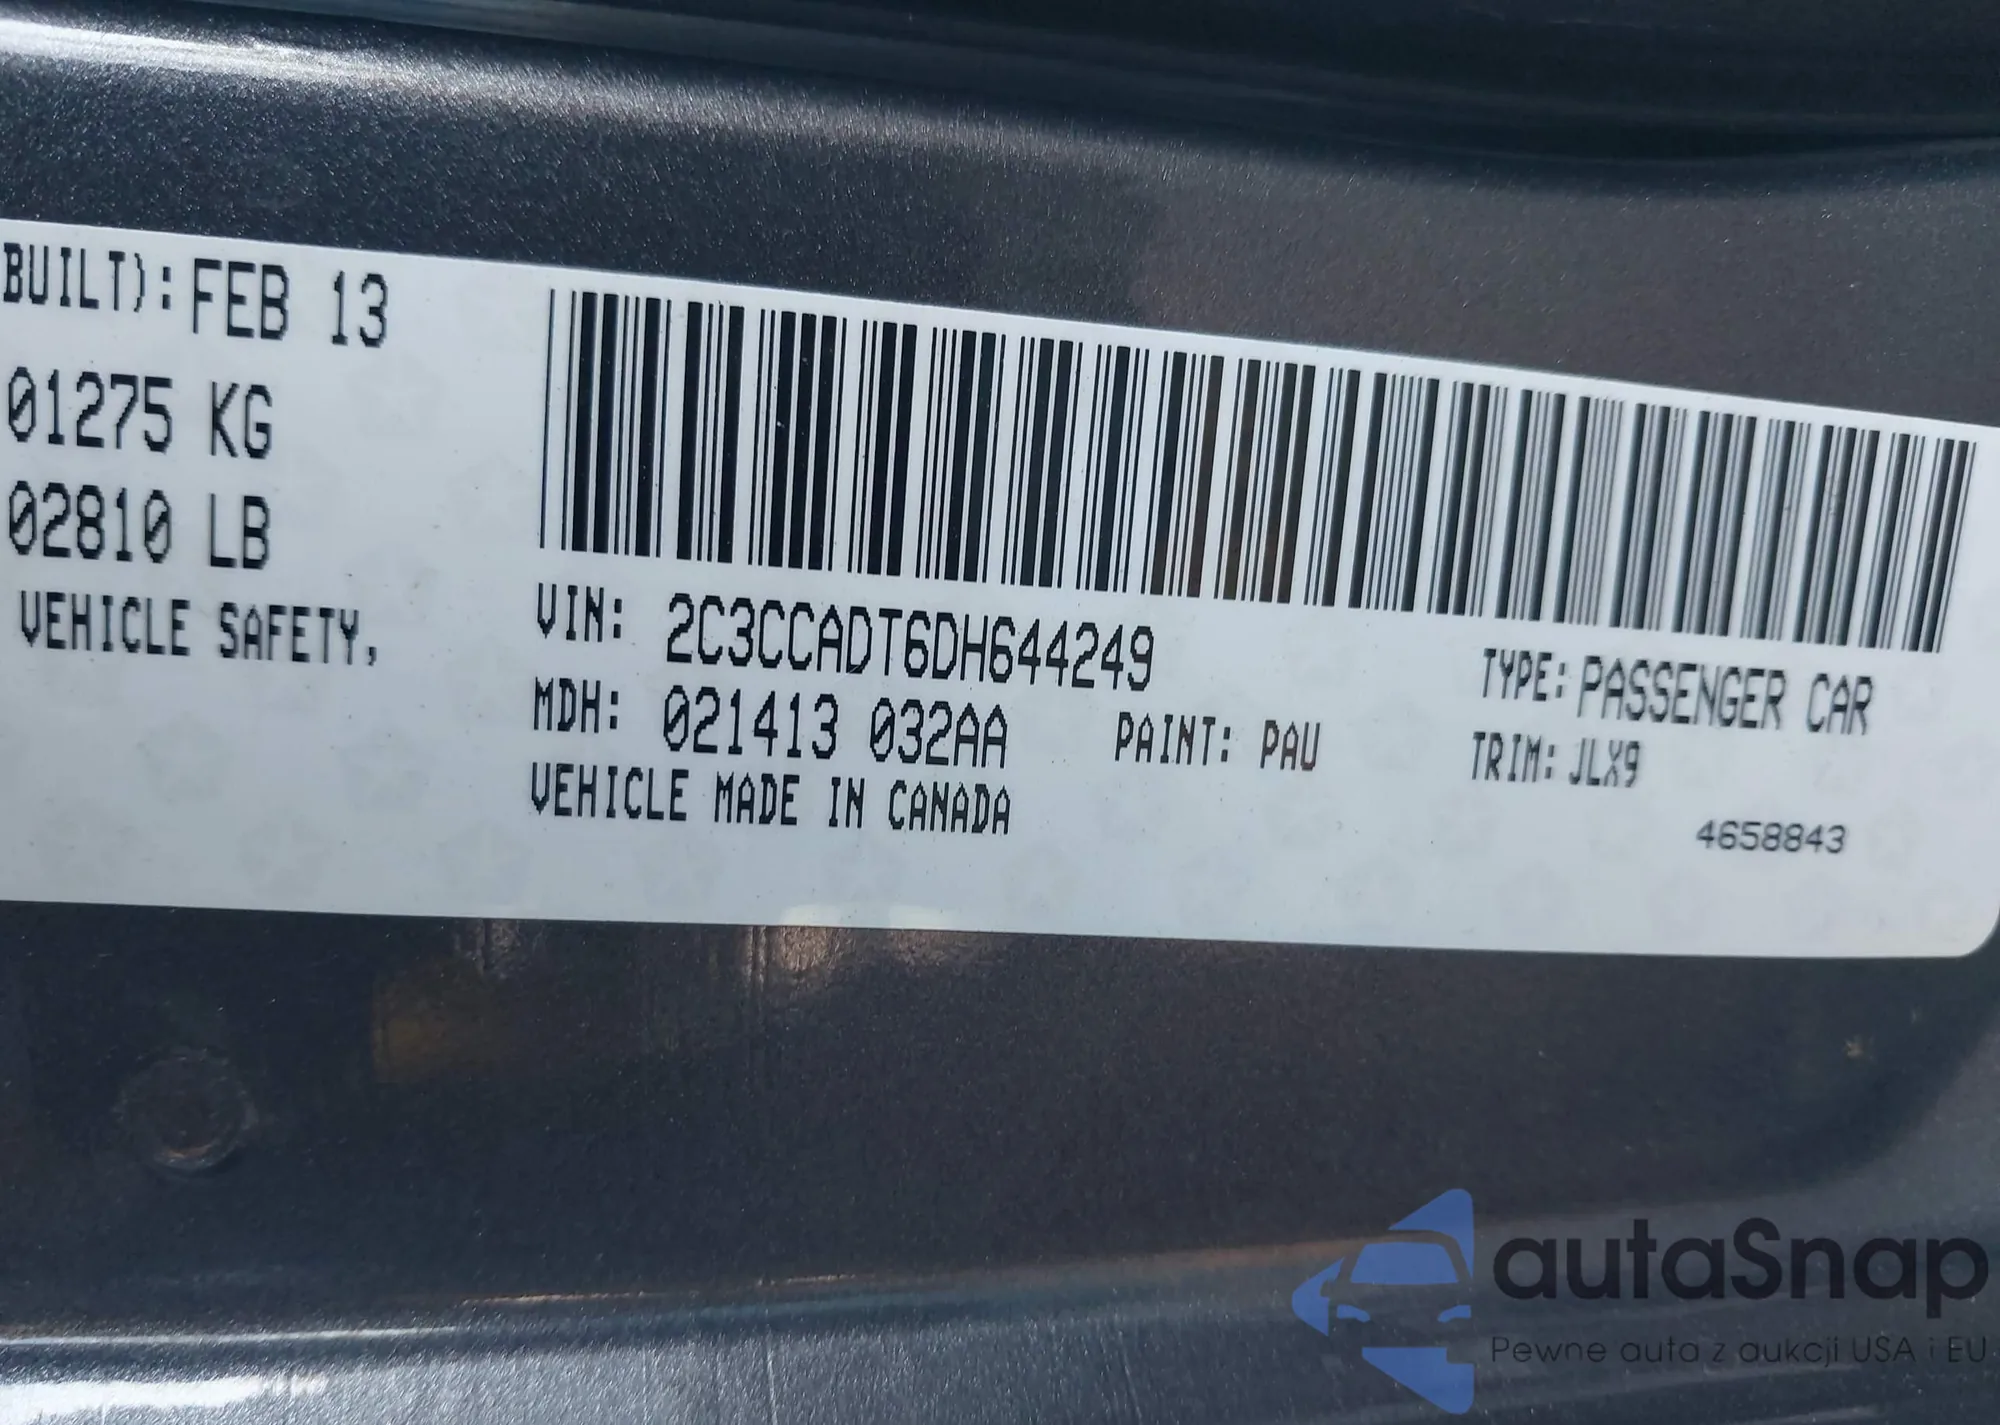 BUILT): FEB 13
01275 KG
02810 LB
VEHICLE SAFETY,
VIN: 2C3CCADT6DH644249
TYPE: PASSENGER CAR
MDH: 021413 032AA PAINT: PAU TRIM: JLX9
VEHICLE MADE IN CANADA
4658843
autaSnap
Pewne auta z aukcji USA i EU